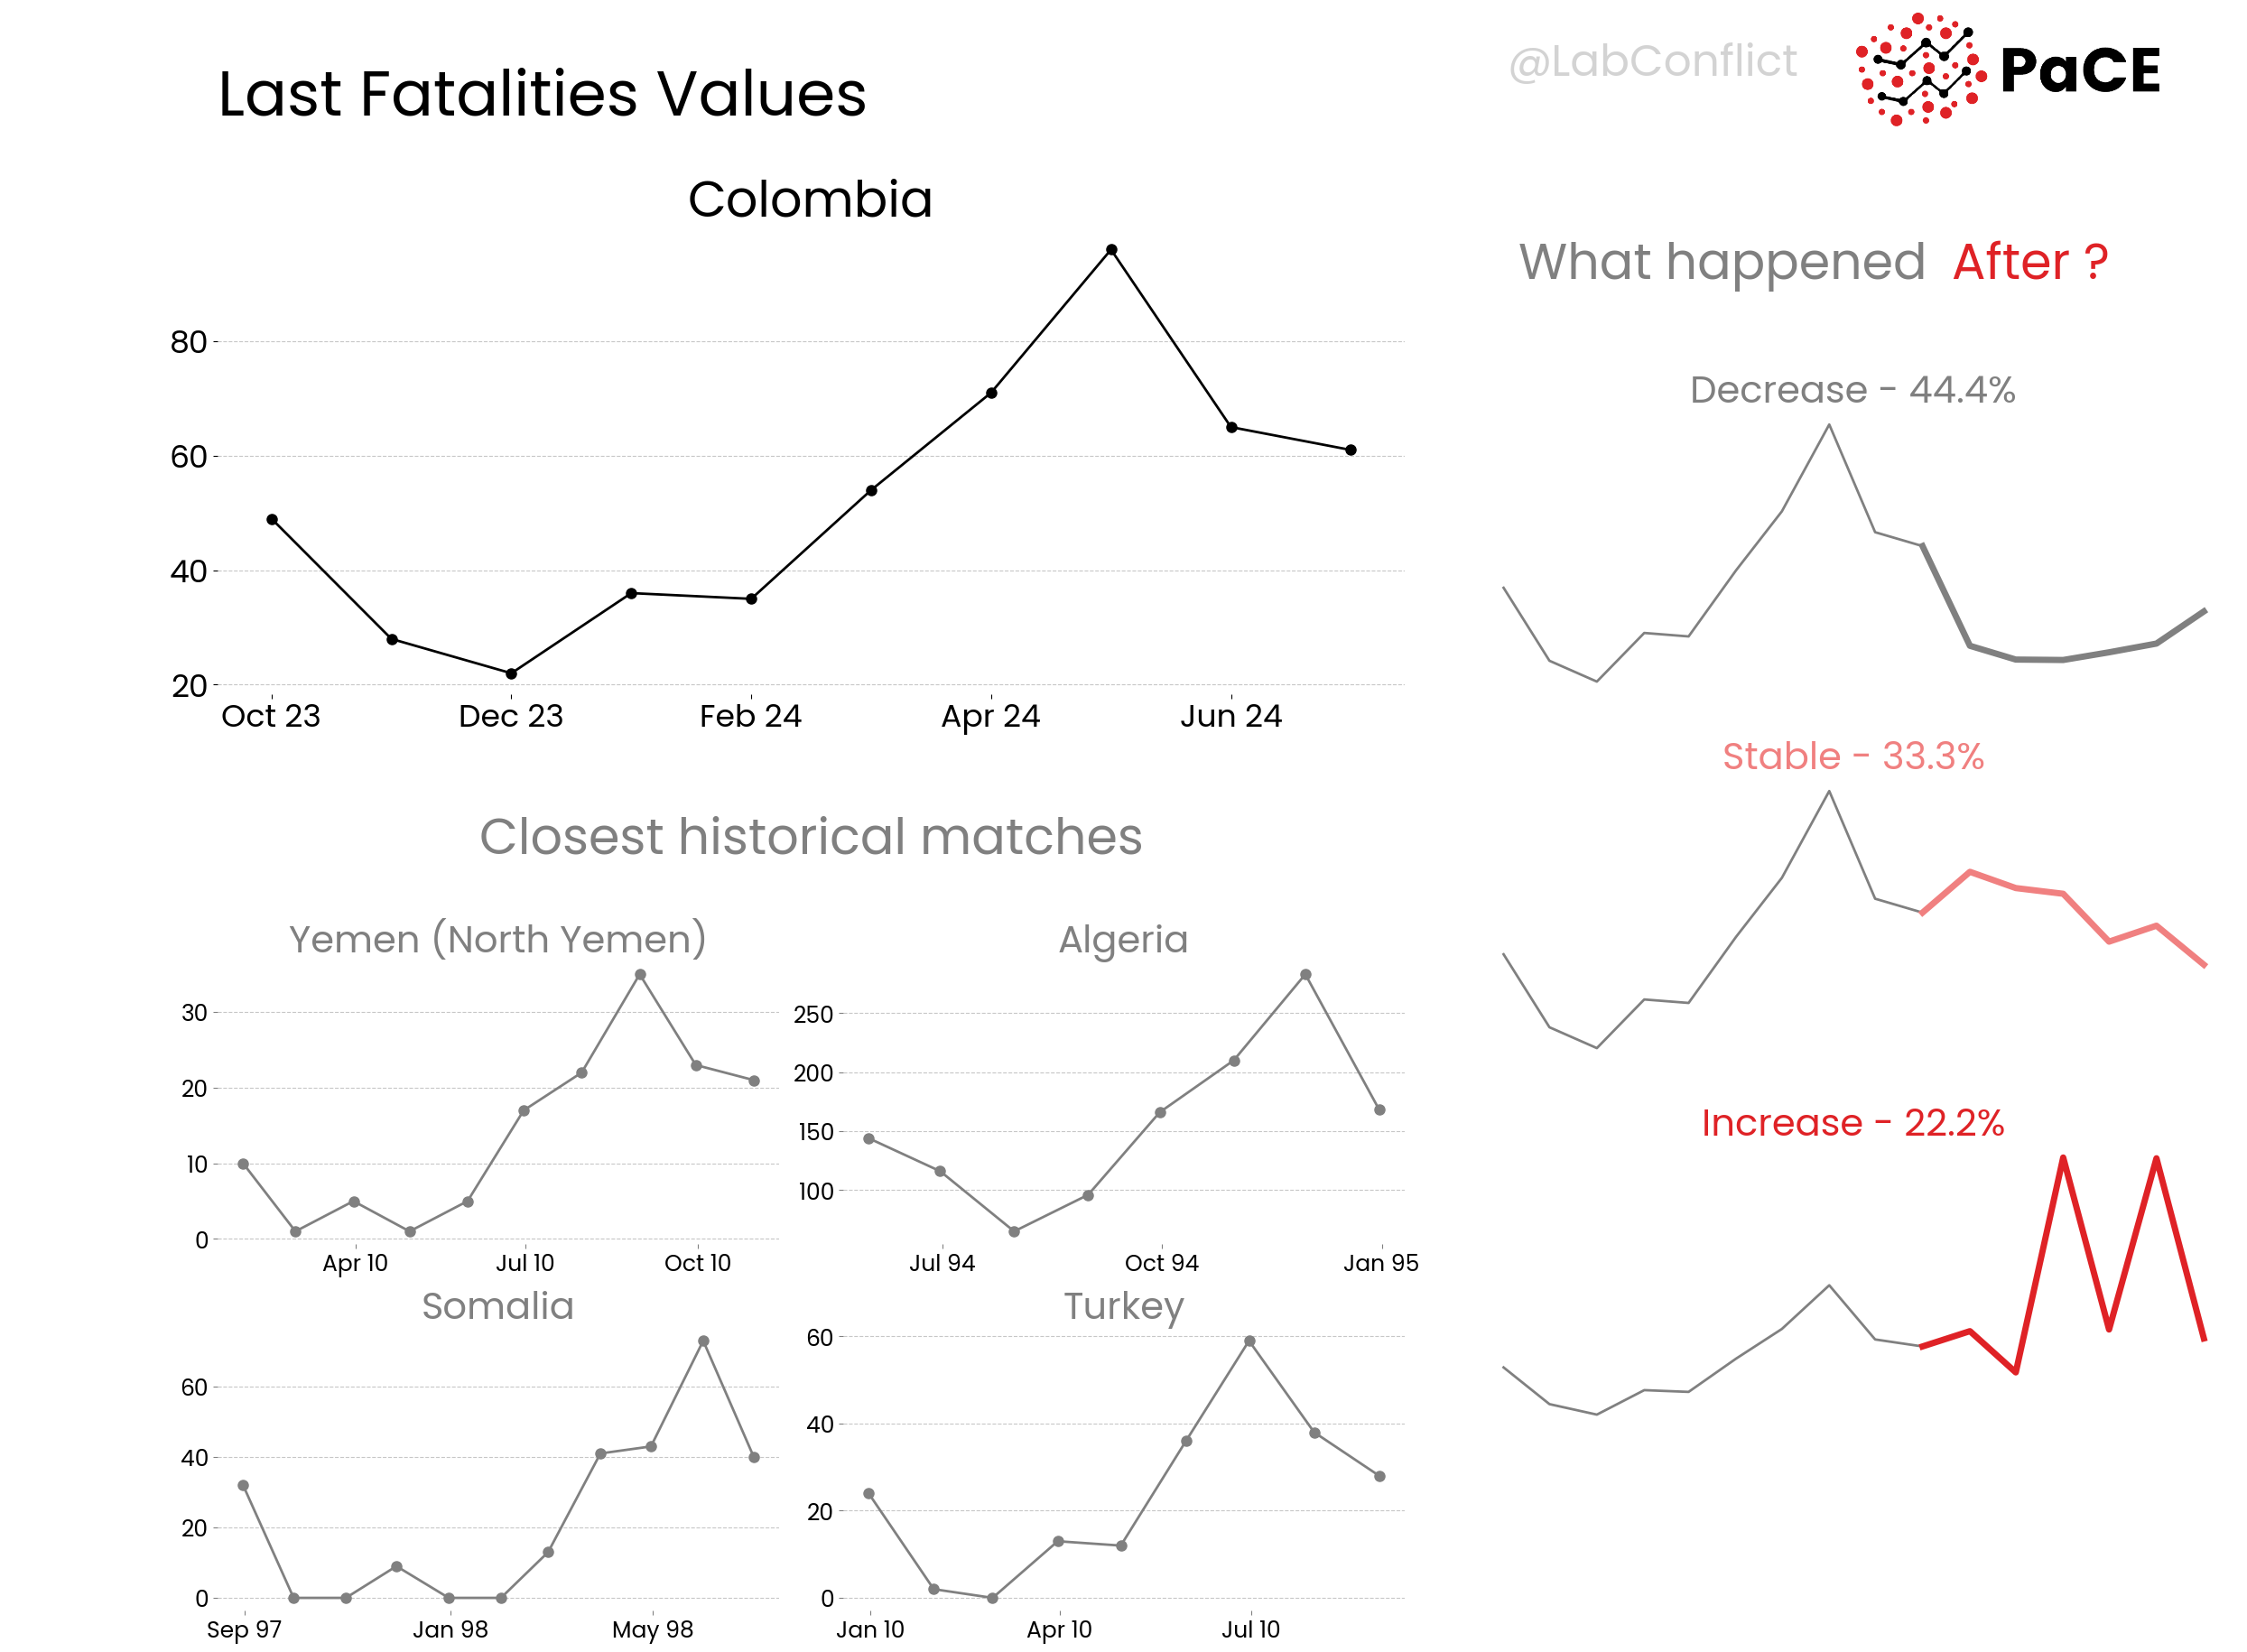 @LabConflict
PaCE
Last Fatalities Values
Colombia
80
60
40
20
Oct 23 Dec 23 Feb 24 Apr 24 Jun 24
Closest historical matches
Yemen (North Yemen)
30
20
10
0
Apr 10 Jul 10 Oct 10
Algeria
250
200
150
100
Jul 94 Oct 94 Jan 95
Somalia
60
40
20
0
Sep 97 Jan 98 May 98
Turkey
60
40
20
0
Jan 10 Apr 10 Jul 10
What happened After ?
Decrease - 44.4%
Stable - 33.3%
Increase - 22.2%